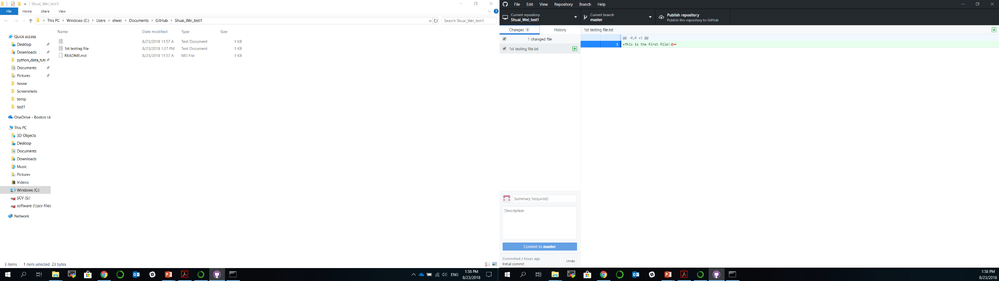 Shuai_Wei_test1
File Home Share View
This PC Windows (C:) Users shwei Documents GitHub Shuai_Wei_test1
Search Shuai_Wei_test1
Name Date modified Type Size
8/23/2018 11:57 A Text Document 1 KB
1st testing file 8/23/2018 1:37 PM Text Document 1 KB
README.md 8/23/2018 11:57 A MD File 1 KB
Quick access
Desktop
Downloads
python_data_tutc
Documents
Pictures
house
Screenshots
temp
test1
OneDrive - Boston Ur
This PC
3D Objects
Desktop
Documents
Downloads
Music
Pictures
Videos
Windows (C:)
SCV (S:)
software (\\scv-files
Network
3 items 1 item selected 23 bytes
ENG
1:38 PM
8/23/2018
File Edit View Repository Branch Help
Current repository
Shuai_Wei_test1
Current branch
master
Publish repository
Publish this repository to GitHub
Changes 1 History
1st testing file.txt
1 changed file
1st testing file.txt
@@ -0,0 +1 @@
1 +This is the first file!
Summary (required)
Description
Commit to master
Committed 2 hours ago
Initial commit
Undo
1:38 PM
8/23/2018